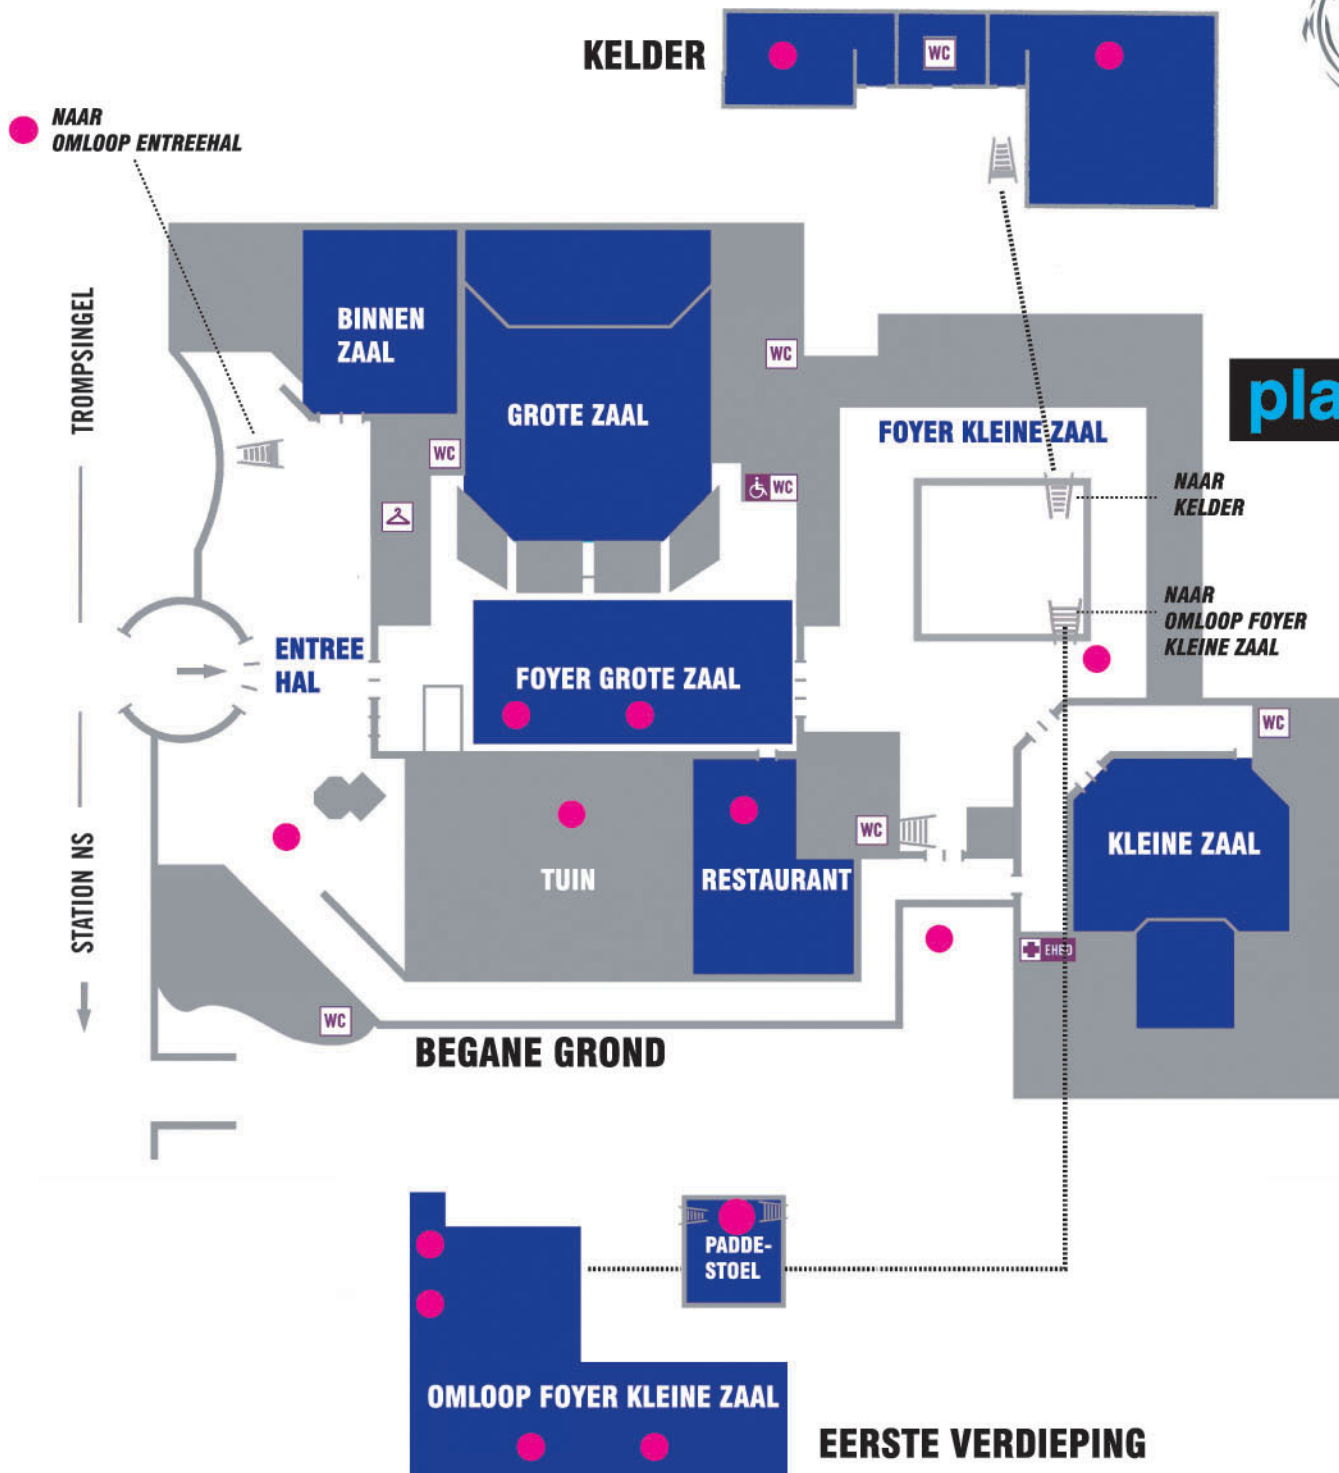 KELDER
WC
NAAR
OMLOOP ENTREEHAL
TROMPSINGEL
BINNEN
ZAAL
GROTE ZAAL
WC
pla
FOYER KLEINE ZAAL
WC
WC
NAAR
KELDER
NAAR
OMLOOP FOYER
KLEINE ZAAL
ENTREE
HAL
FOYER GROTE ZAAL
WC
STATION NS
WC
KLEINE ZAAL
TUIN
RESTAURANT
EHBO
WC
BEGANE GROND
PADDE-
STOEL
OMLOOP FOYER KLEINE ZAAL
EERSTE VERDIEPING